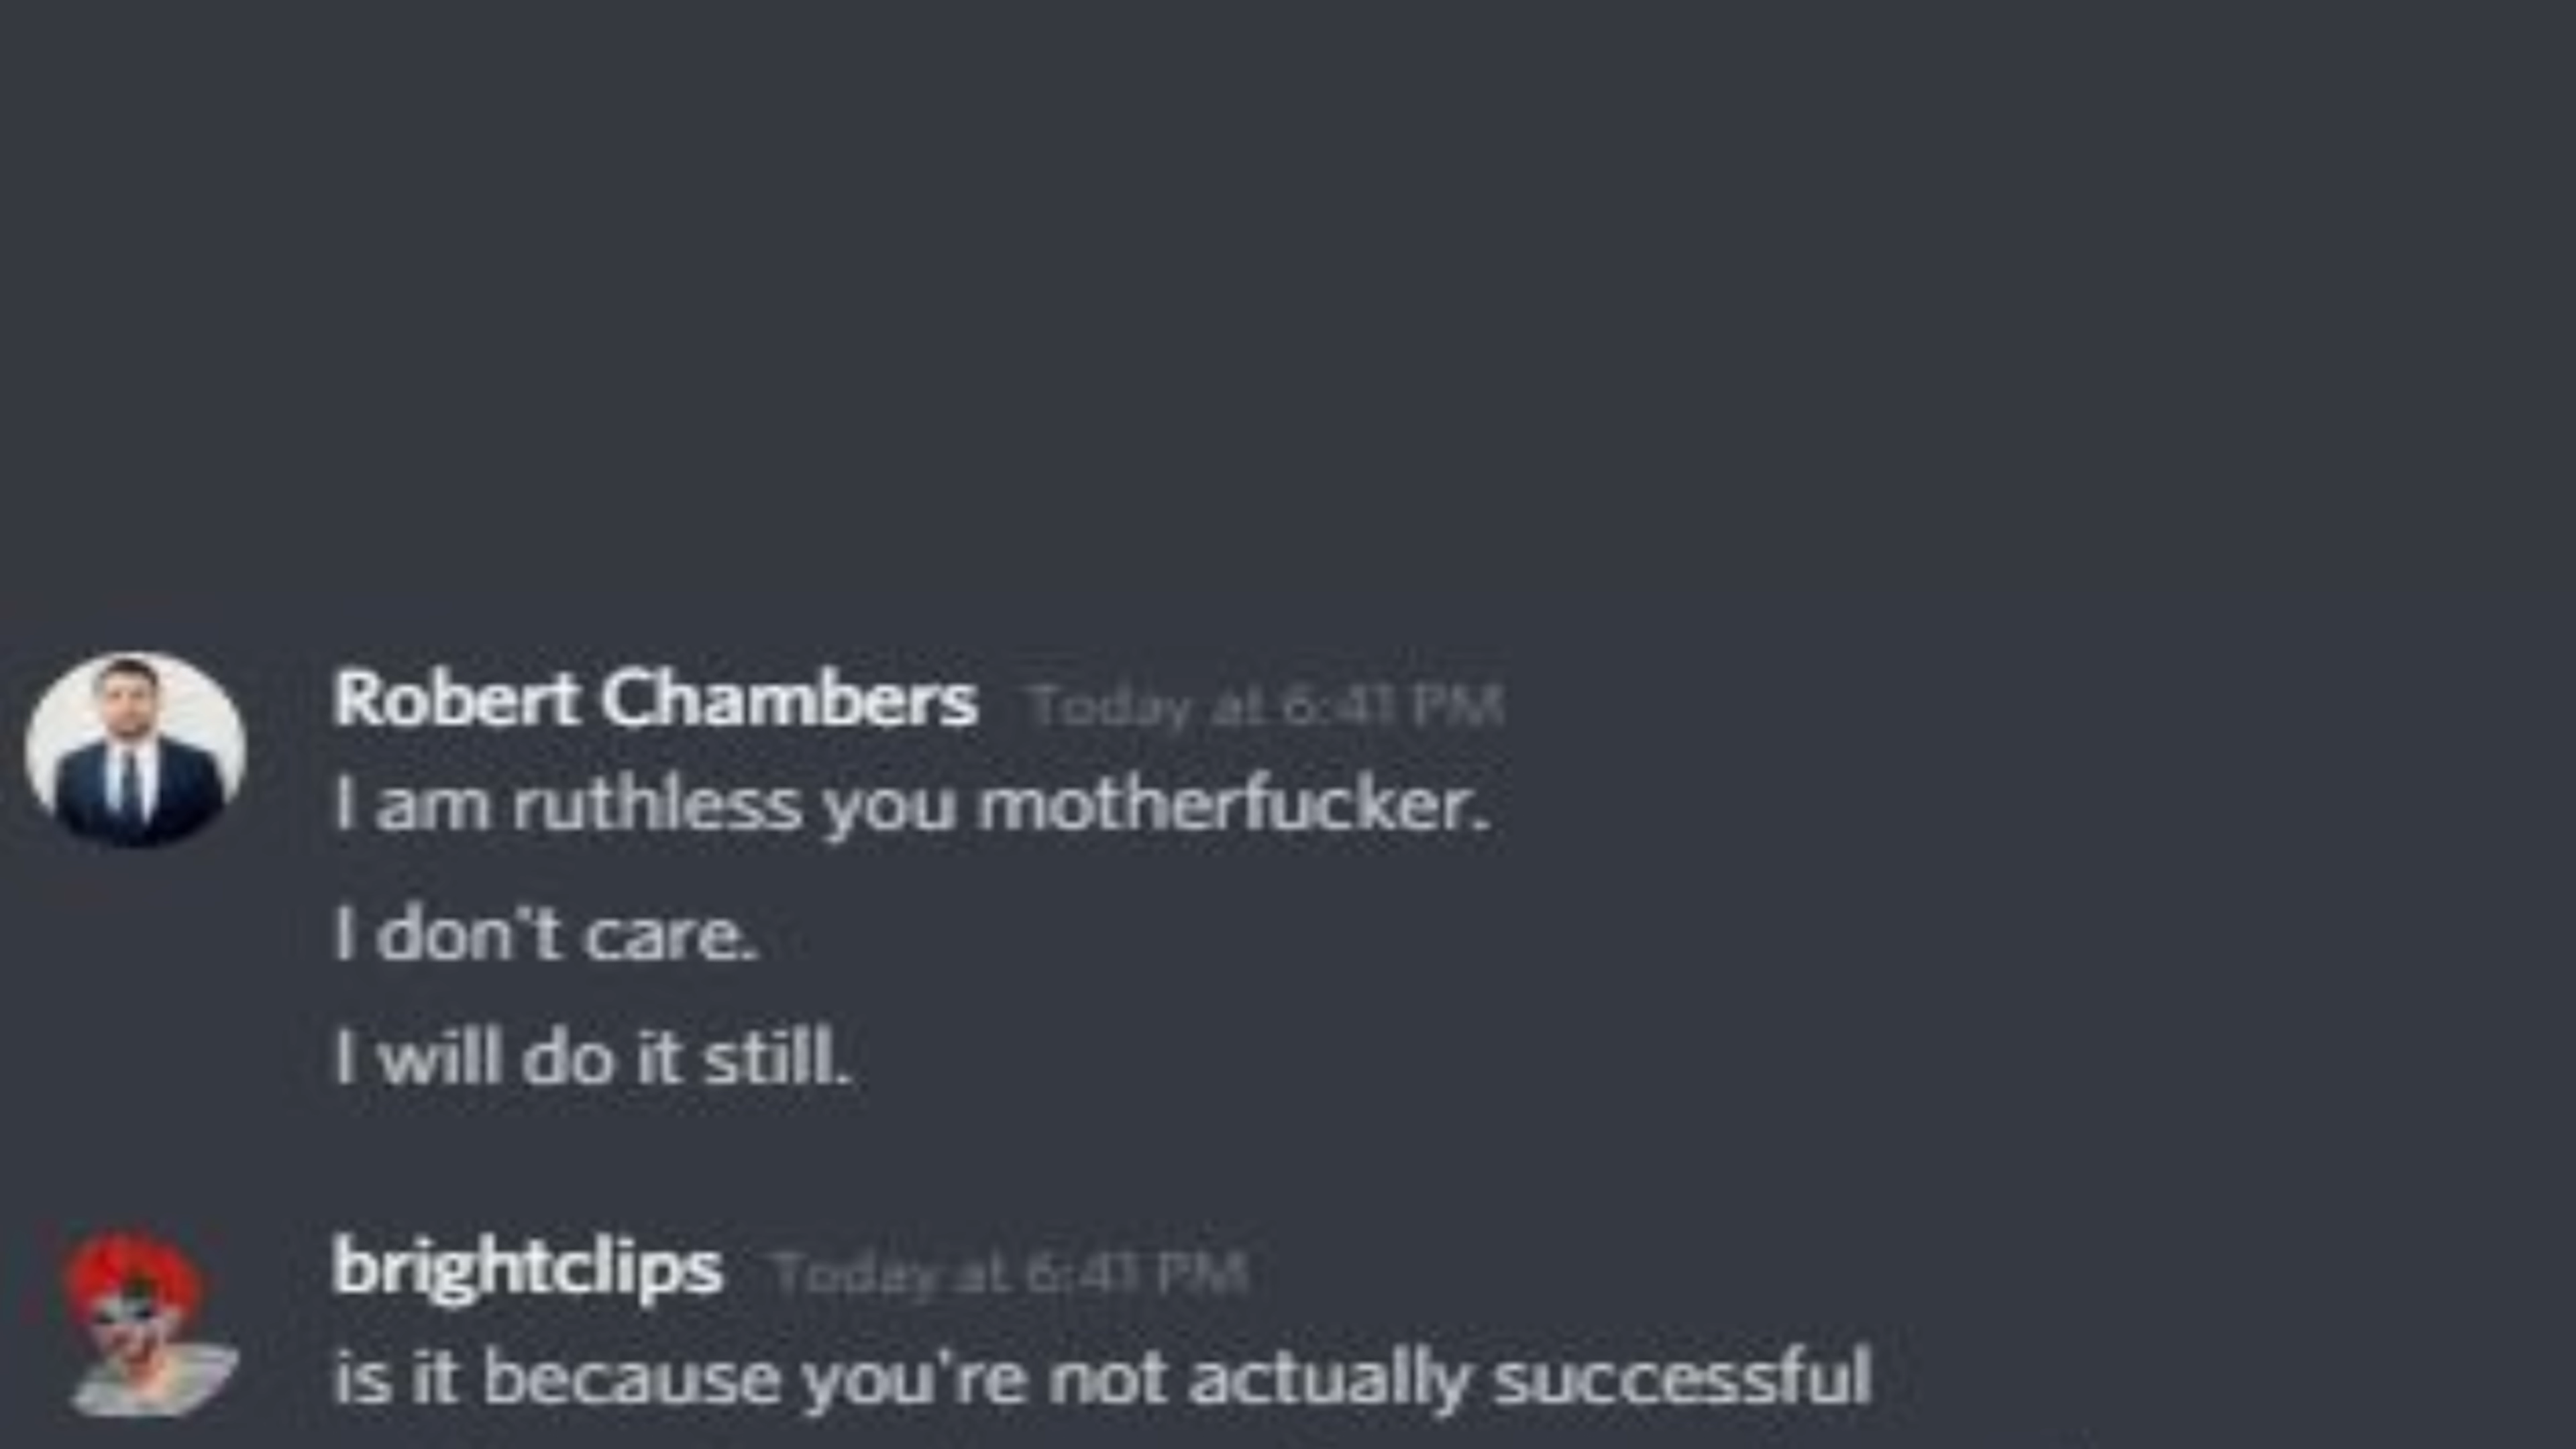 Robert Chambers Today at 6:41 PM
I am ruthless you motherfucker.
I don't care.
I will do it still.
brightclips Today at 6:41 PM
is it because you're not actually successful